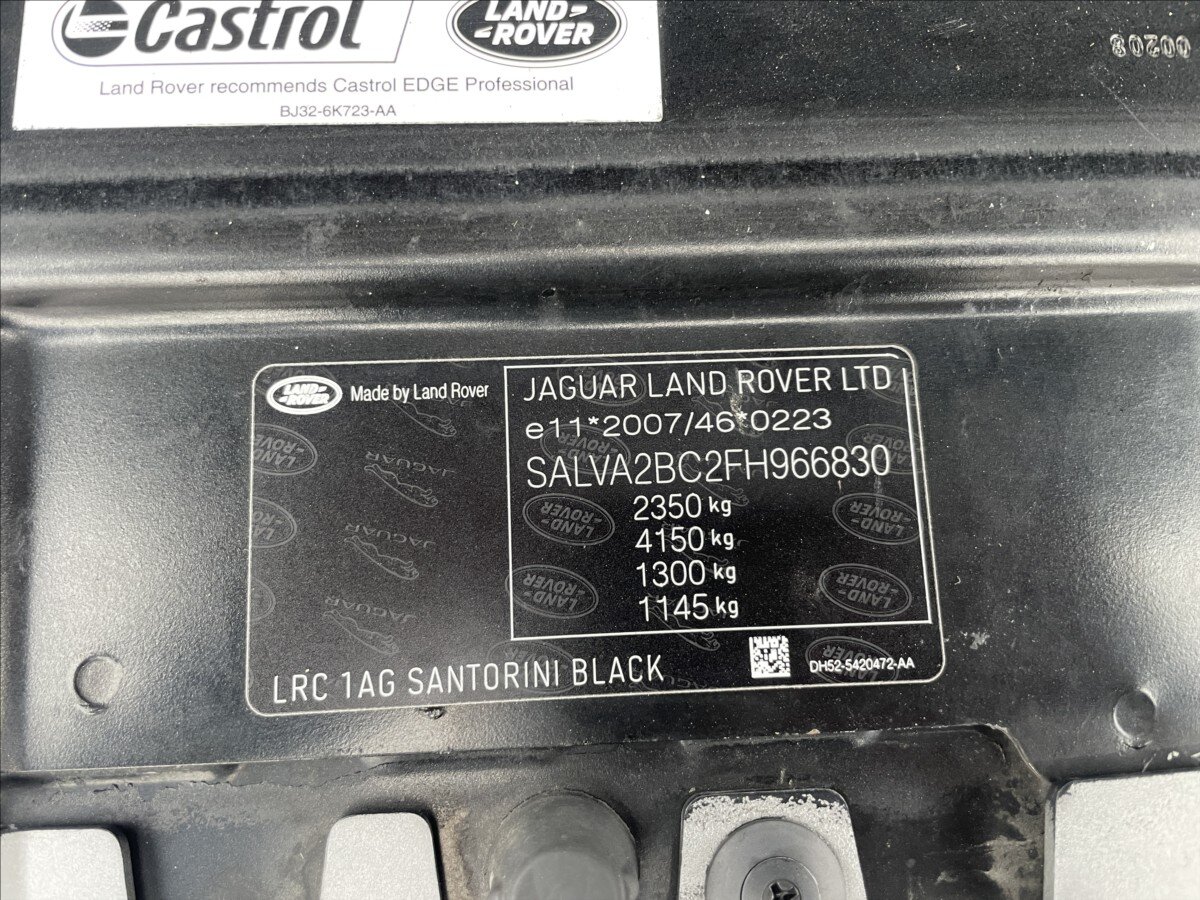 Castrol
LAND-
-ROVER
Land Rover recommends Castrol EDGE Professional
BJ32-6K723-AA
00208
LAND-
-ROVER
Made by Land Rover
JAGUAR LAND ROVER LTD
e11*2007/46*0223
SALVA2BC2FH966830
2350 kg
4150 kg
1300 kg
1145 kg
LRC 1AG SANTORINI BLACK
DH52-5420472-AA